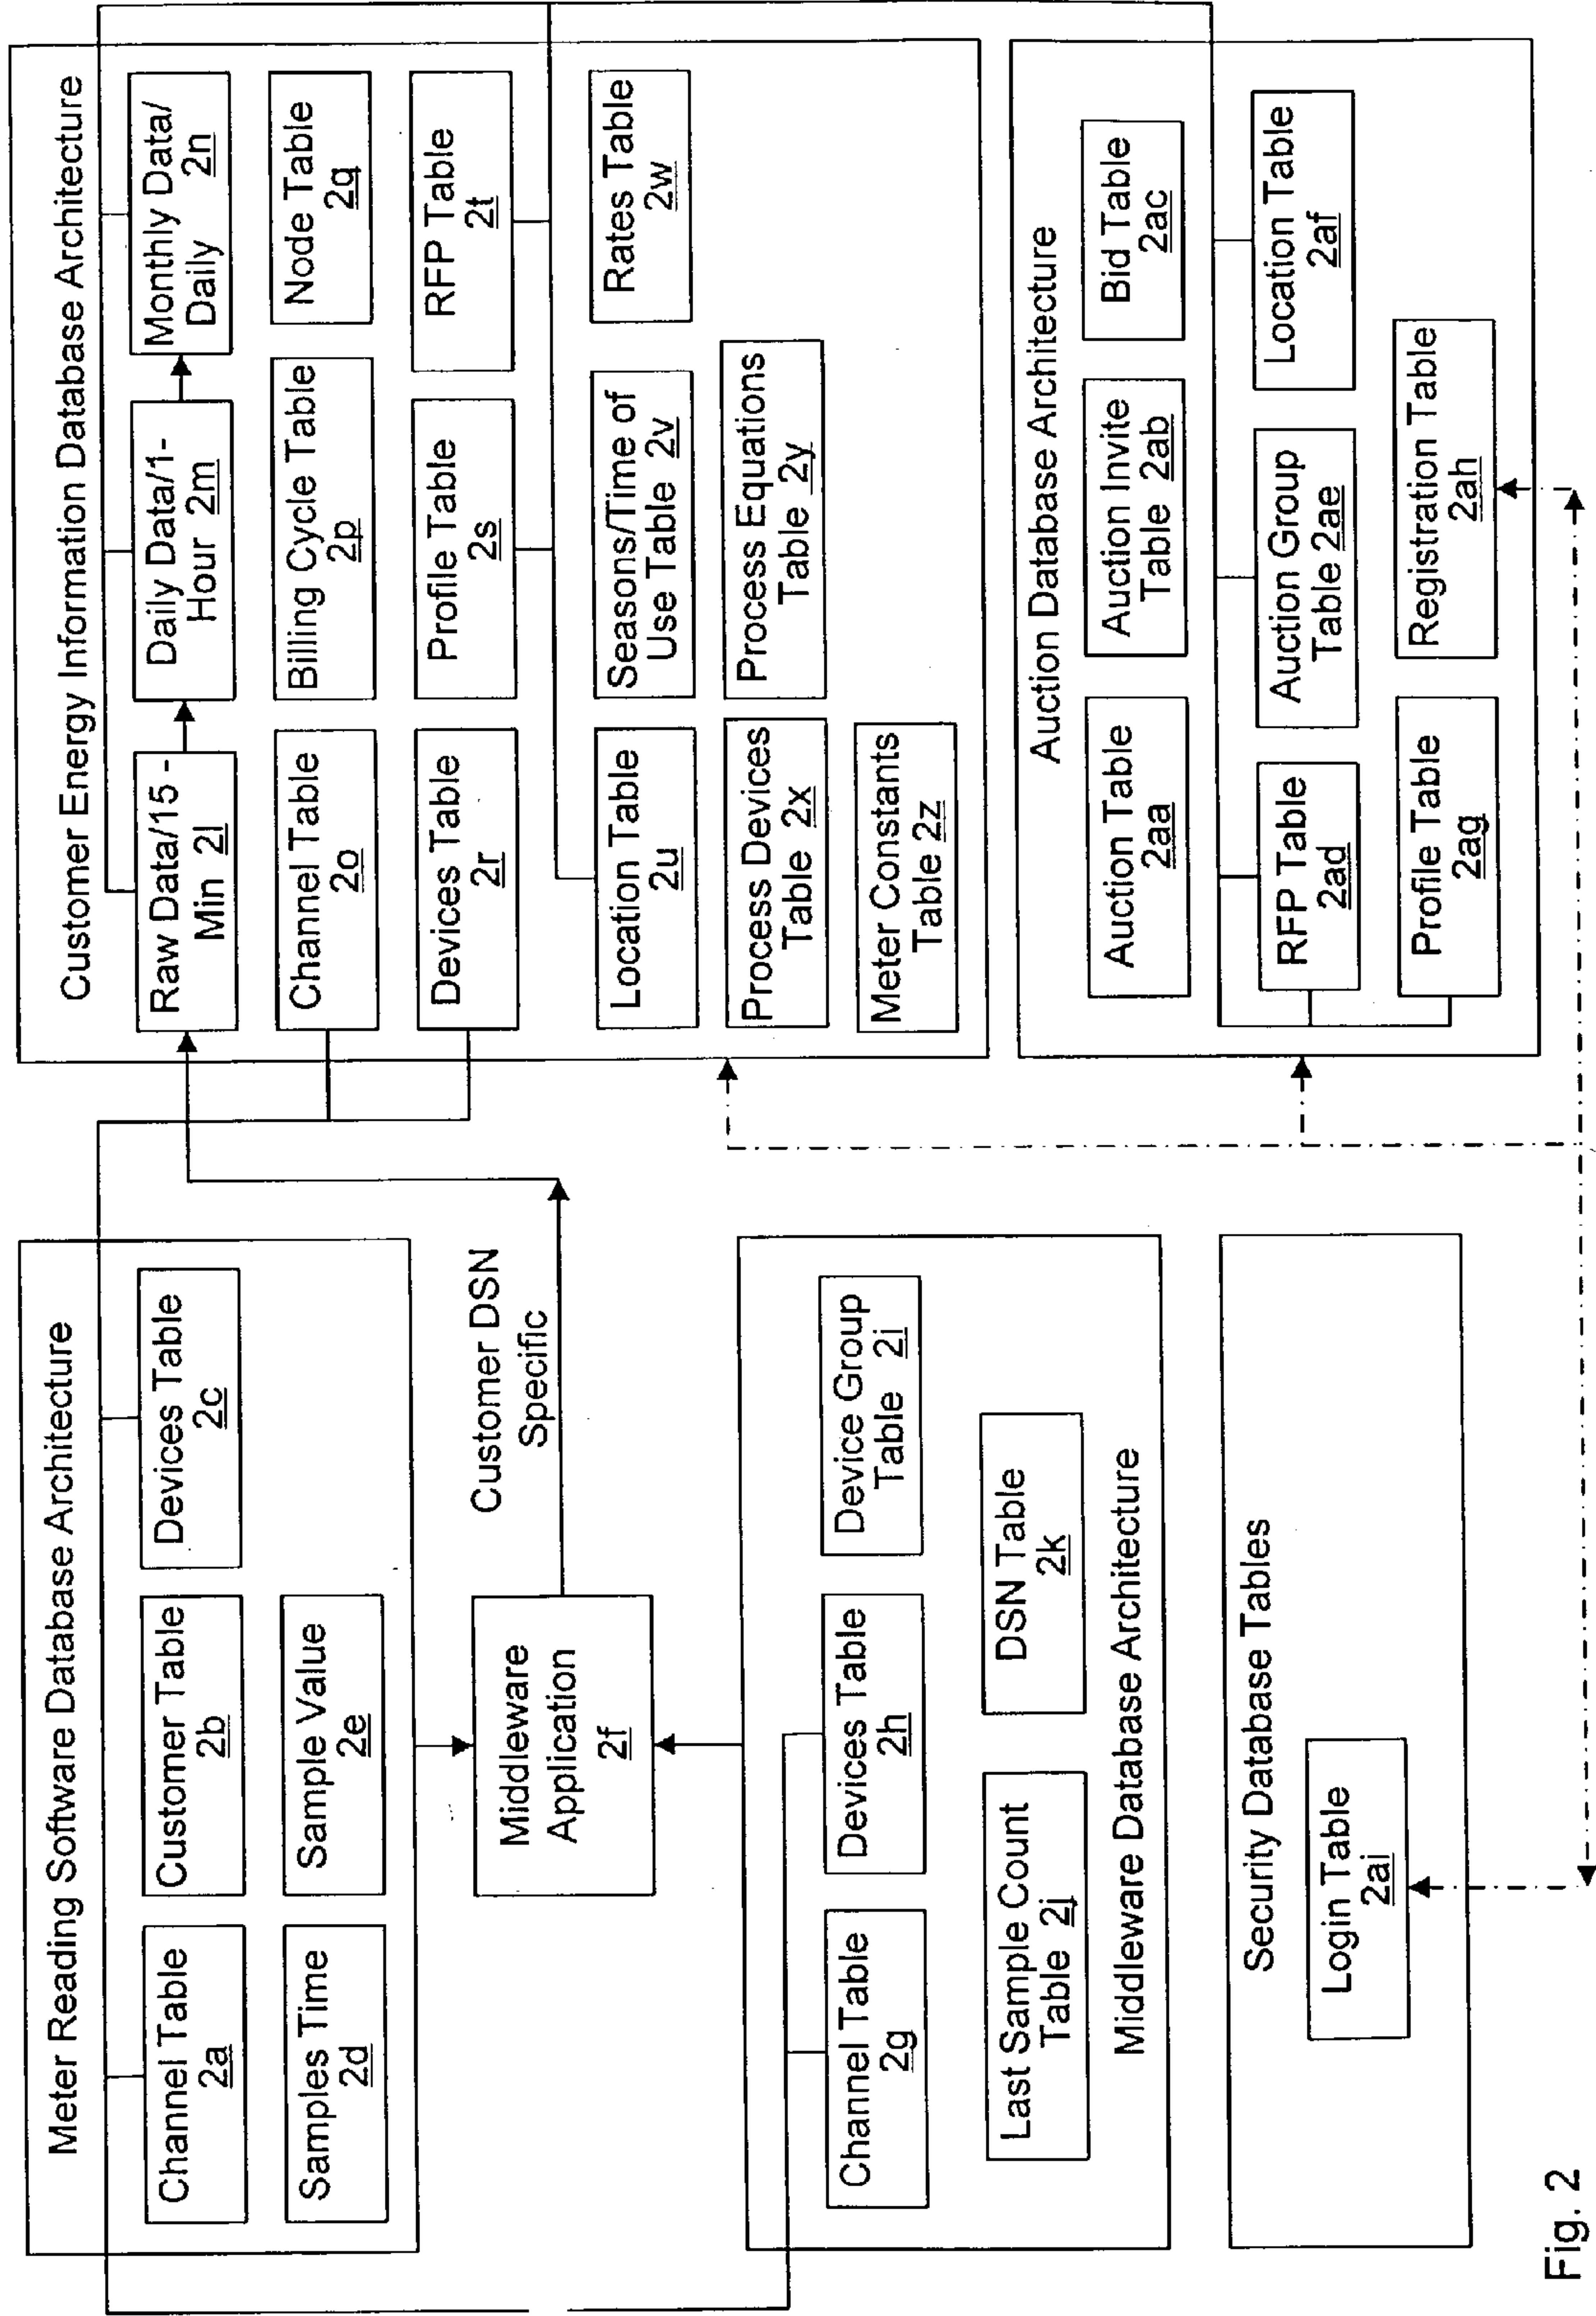 Meter Reading Software Database Architecture
Channel Table
2a
Customer Table
2b
Devices Table
2c
Samples Time
2d
Sample Value
2e
Middleware
Application
2f
Customer DSN
Specific
Channel Table
2g
Devices Table
2h
Device Group
Table 2i
Last Sample Count
Table 2j
DSN Table
2k
Middleware Database Architecture
Security Database Tables
Login Table
2ai
Customer Energy Information Database Architecture
Raw Data/15 -
Min 2l
Daily Data/1-
Hour 2m
Monthly Data/
Daily 2n
Channel Table
2o
Billing Cycle Table
2p
Node Table
2q
Devices Table
2r
Profile Table
2s
RFP Table
2t
Location Table
2u
Seasons/Time of
Use Table 2v
Rates Table
2w
Process Devices
Table 2x
Process Equations
Table 2y
Meter Constants
Table 2z
Auction Database Architecture
Auction Table
2aa
Auction Invite
Table 2ab
Bid Table
2ac
RFP Table
2ad
Auction Group
Table 2ae
Location Table
2af
Profile Table
2ag
Registration Table
2ah
Fig. 2